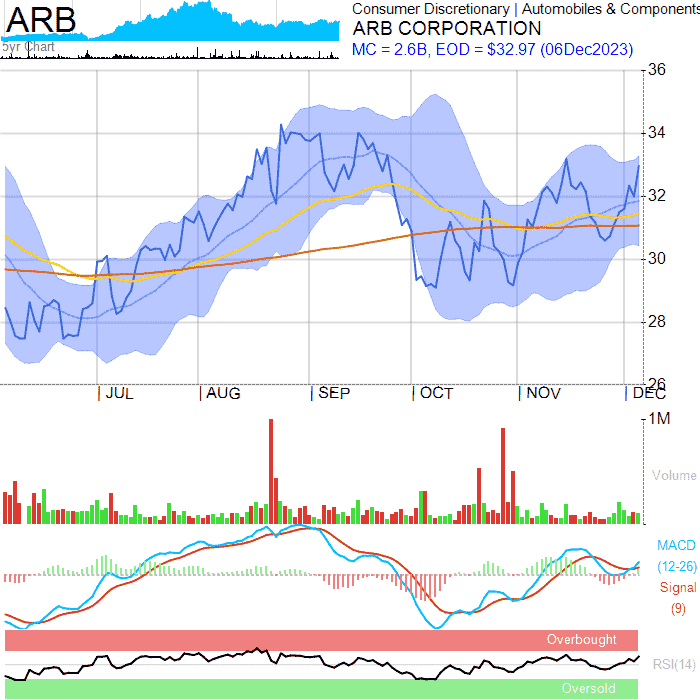 ARB
5yr Chart
Consumer Discretionary | Automobiles & Components
ARB CORPORATION
MC = 2.6B, EOD = $32.97 (06Dec2023)
36
34
32
30
28
26
JUL
AUG
SEP
OCT
NOV
DEC
1M
Volume
MACD
(12-26)
Signal
(9)
Overbought
RSI(14)
Oversold